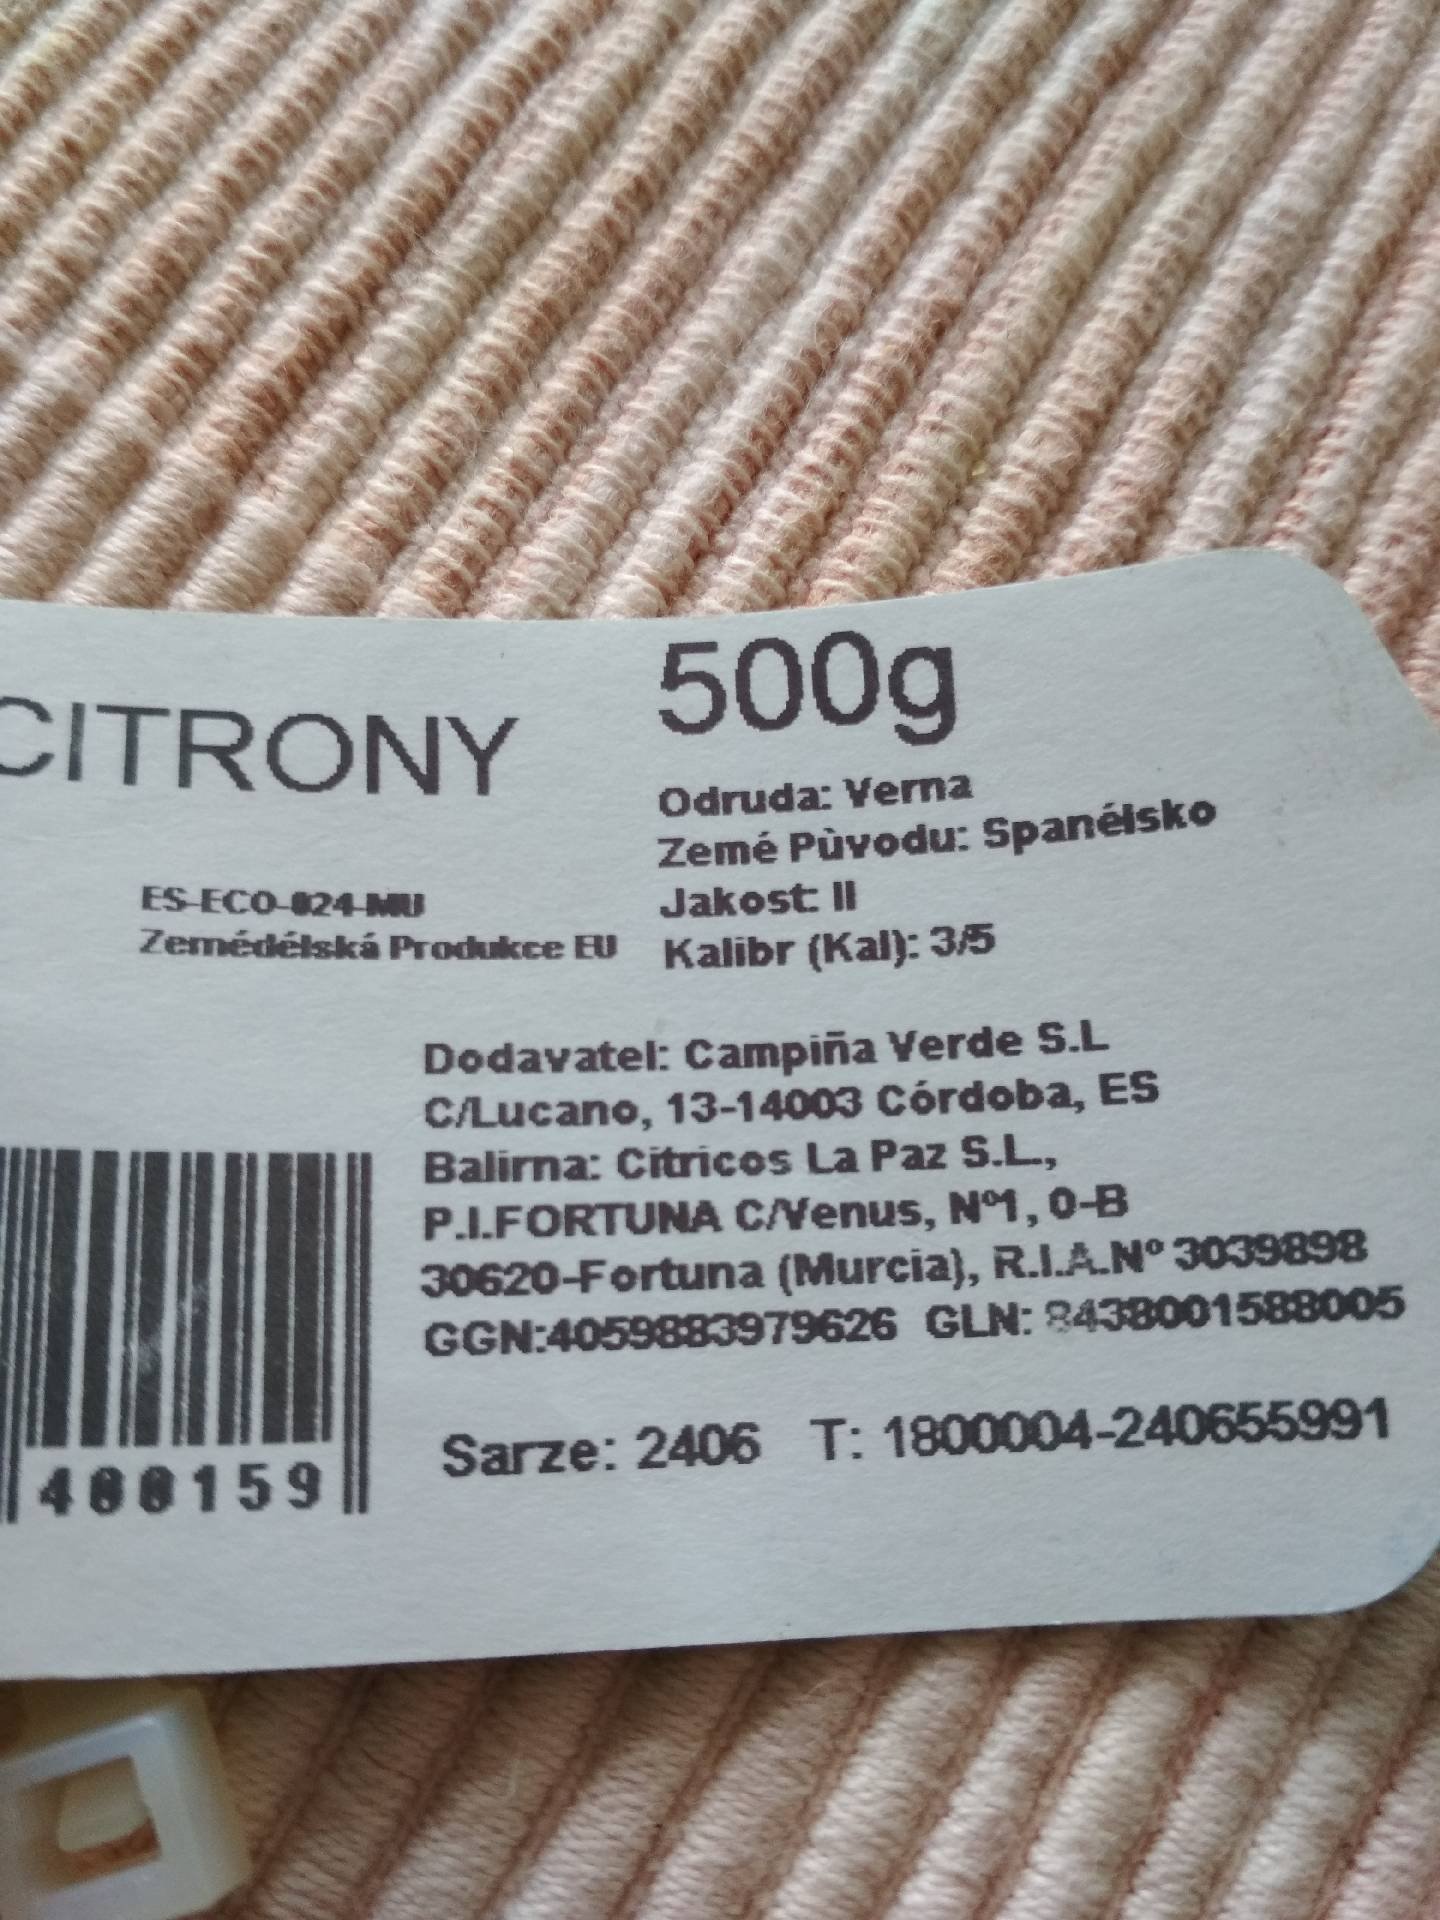 CITRONY
500g
Odruda: Verna
Zemé Pùvodu: Spanélsko
Jakost: II
Kalibr (Kal): 3/5
ES-ECO-024-MU
Zemédélská Produkce EU
Dodavatel: Campiña Verde S.L
C/Lucano, 13-14003 Córdoba, ES
Balirna: Citricos La Paz S.L.,
P.I.FORTUNA C/Venus, Nº1, 0-B
30620-Fortuna (Murcia), R.I.A.Nº 3039898
GGN:4059883979626 GLN: 8438001588005
Sarze: 2406 T: 1800004-240655991
400159